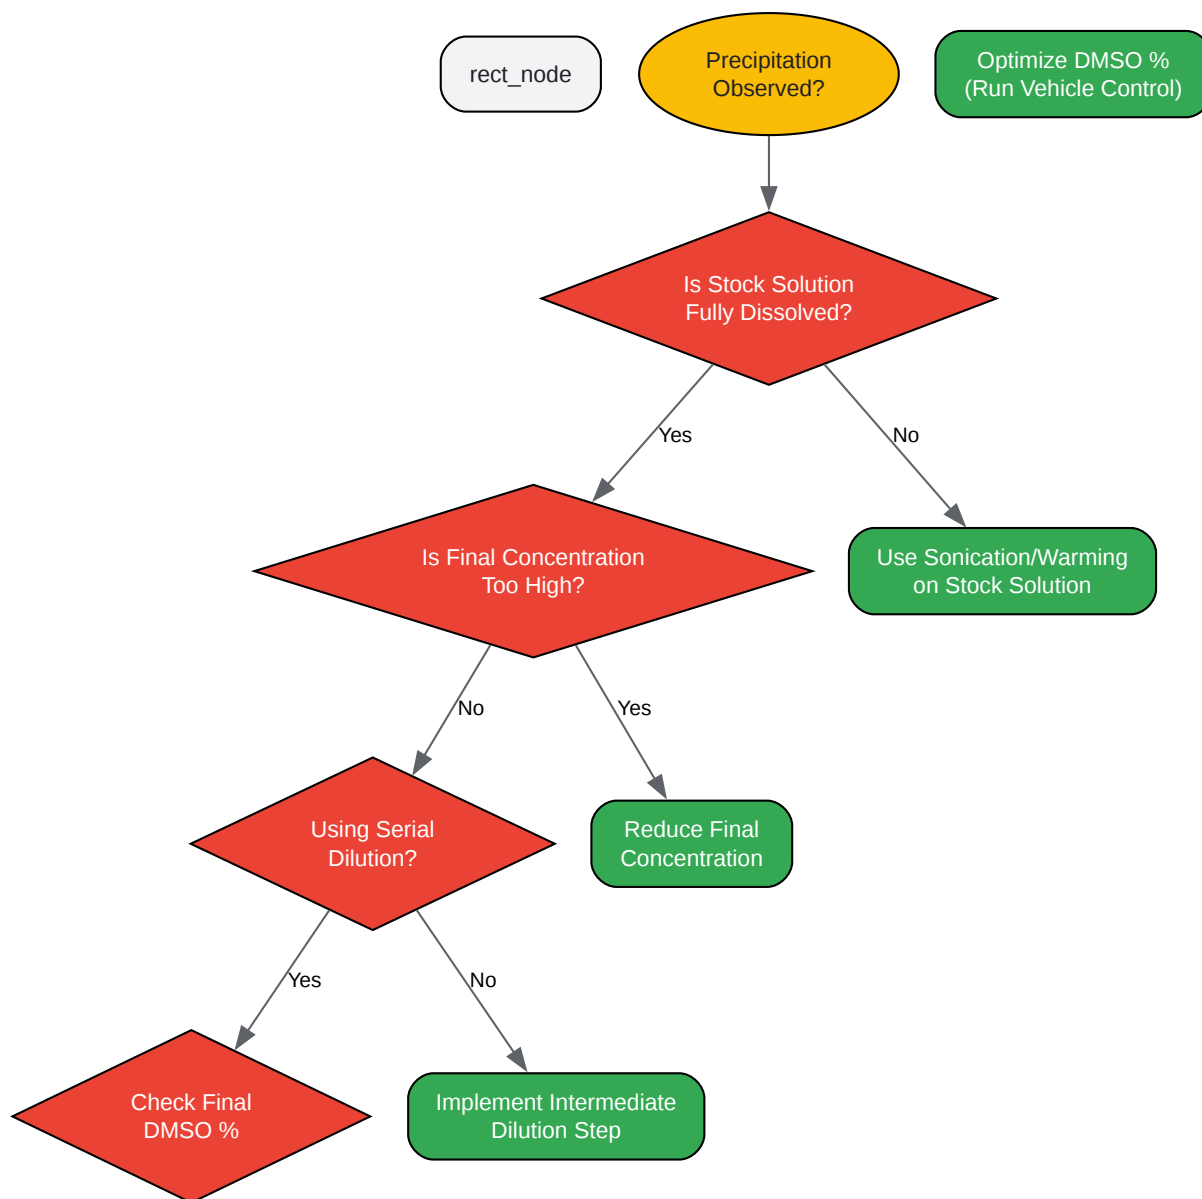 rect_node
Precipitation
Observed?
Optimize DMSO %
(Run Vehicle Control)
Is Stock Solution
Fully Dissolved?
Yes
No
Is Final Concentration
Too High?
Use Sonication/Warming
on Stock Solution
No
Yes
Using Serial
Dilution?
Reduce Final
Concentration
Yes
No
Check Final
DMSO %
Implement Intermediate
Dilution Step